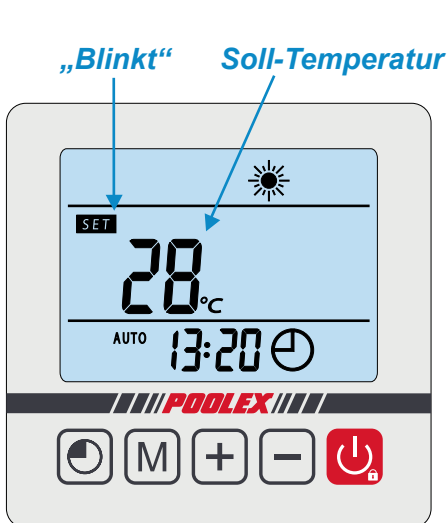 „Blinkt“ Soll-Temperatur
SET
28°C
AUTO 13:20
POOLEX
M + −